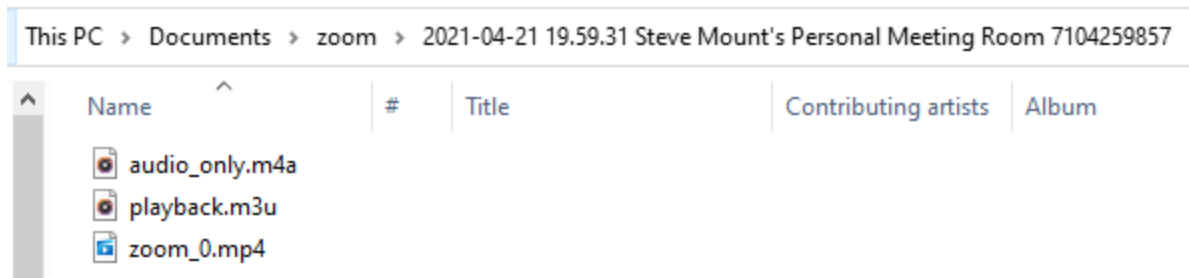 This PC > Documents > zoom > 2021-04-21 19.59.31 Steve Mount's Personal Meeting Room 7104259857
Name # Title Contributing artists Album
audio_only.m4a
playback.m3u
zoom_0.mp4